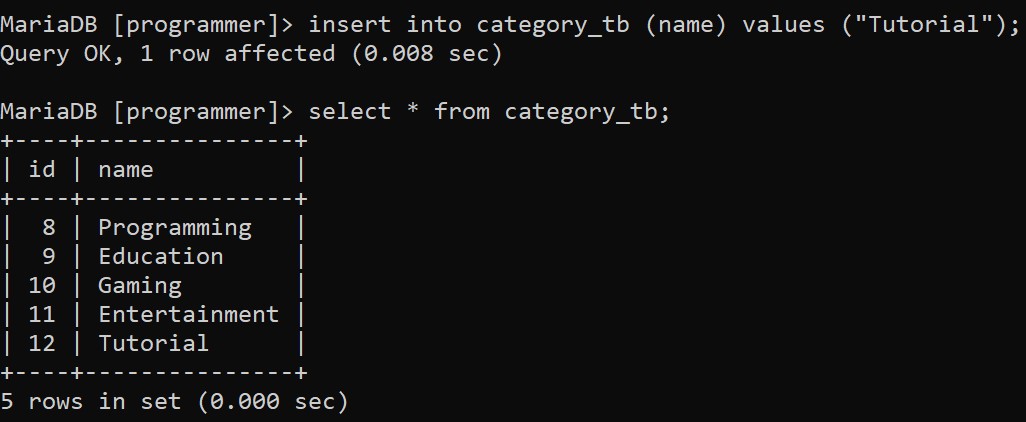 MariaDB [programmer]> insert into category_tb (name) values ("Tutorial");
Query OK, 1 row affected (0.008 sec)
MariaDB [programmer]> select * from category_tb;
+----+---------------+
| id | name          |
+----+---------------+
|  8 | Programming   |
|  9 | Education     |
| 10 | Gaming        |
| 11 | Entertainment |
| 12 | Tutorial      |
+----+---------------+
5 rows in set (0.000 sec)